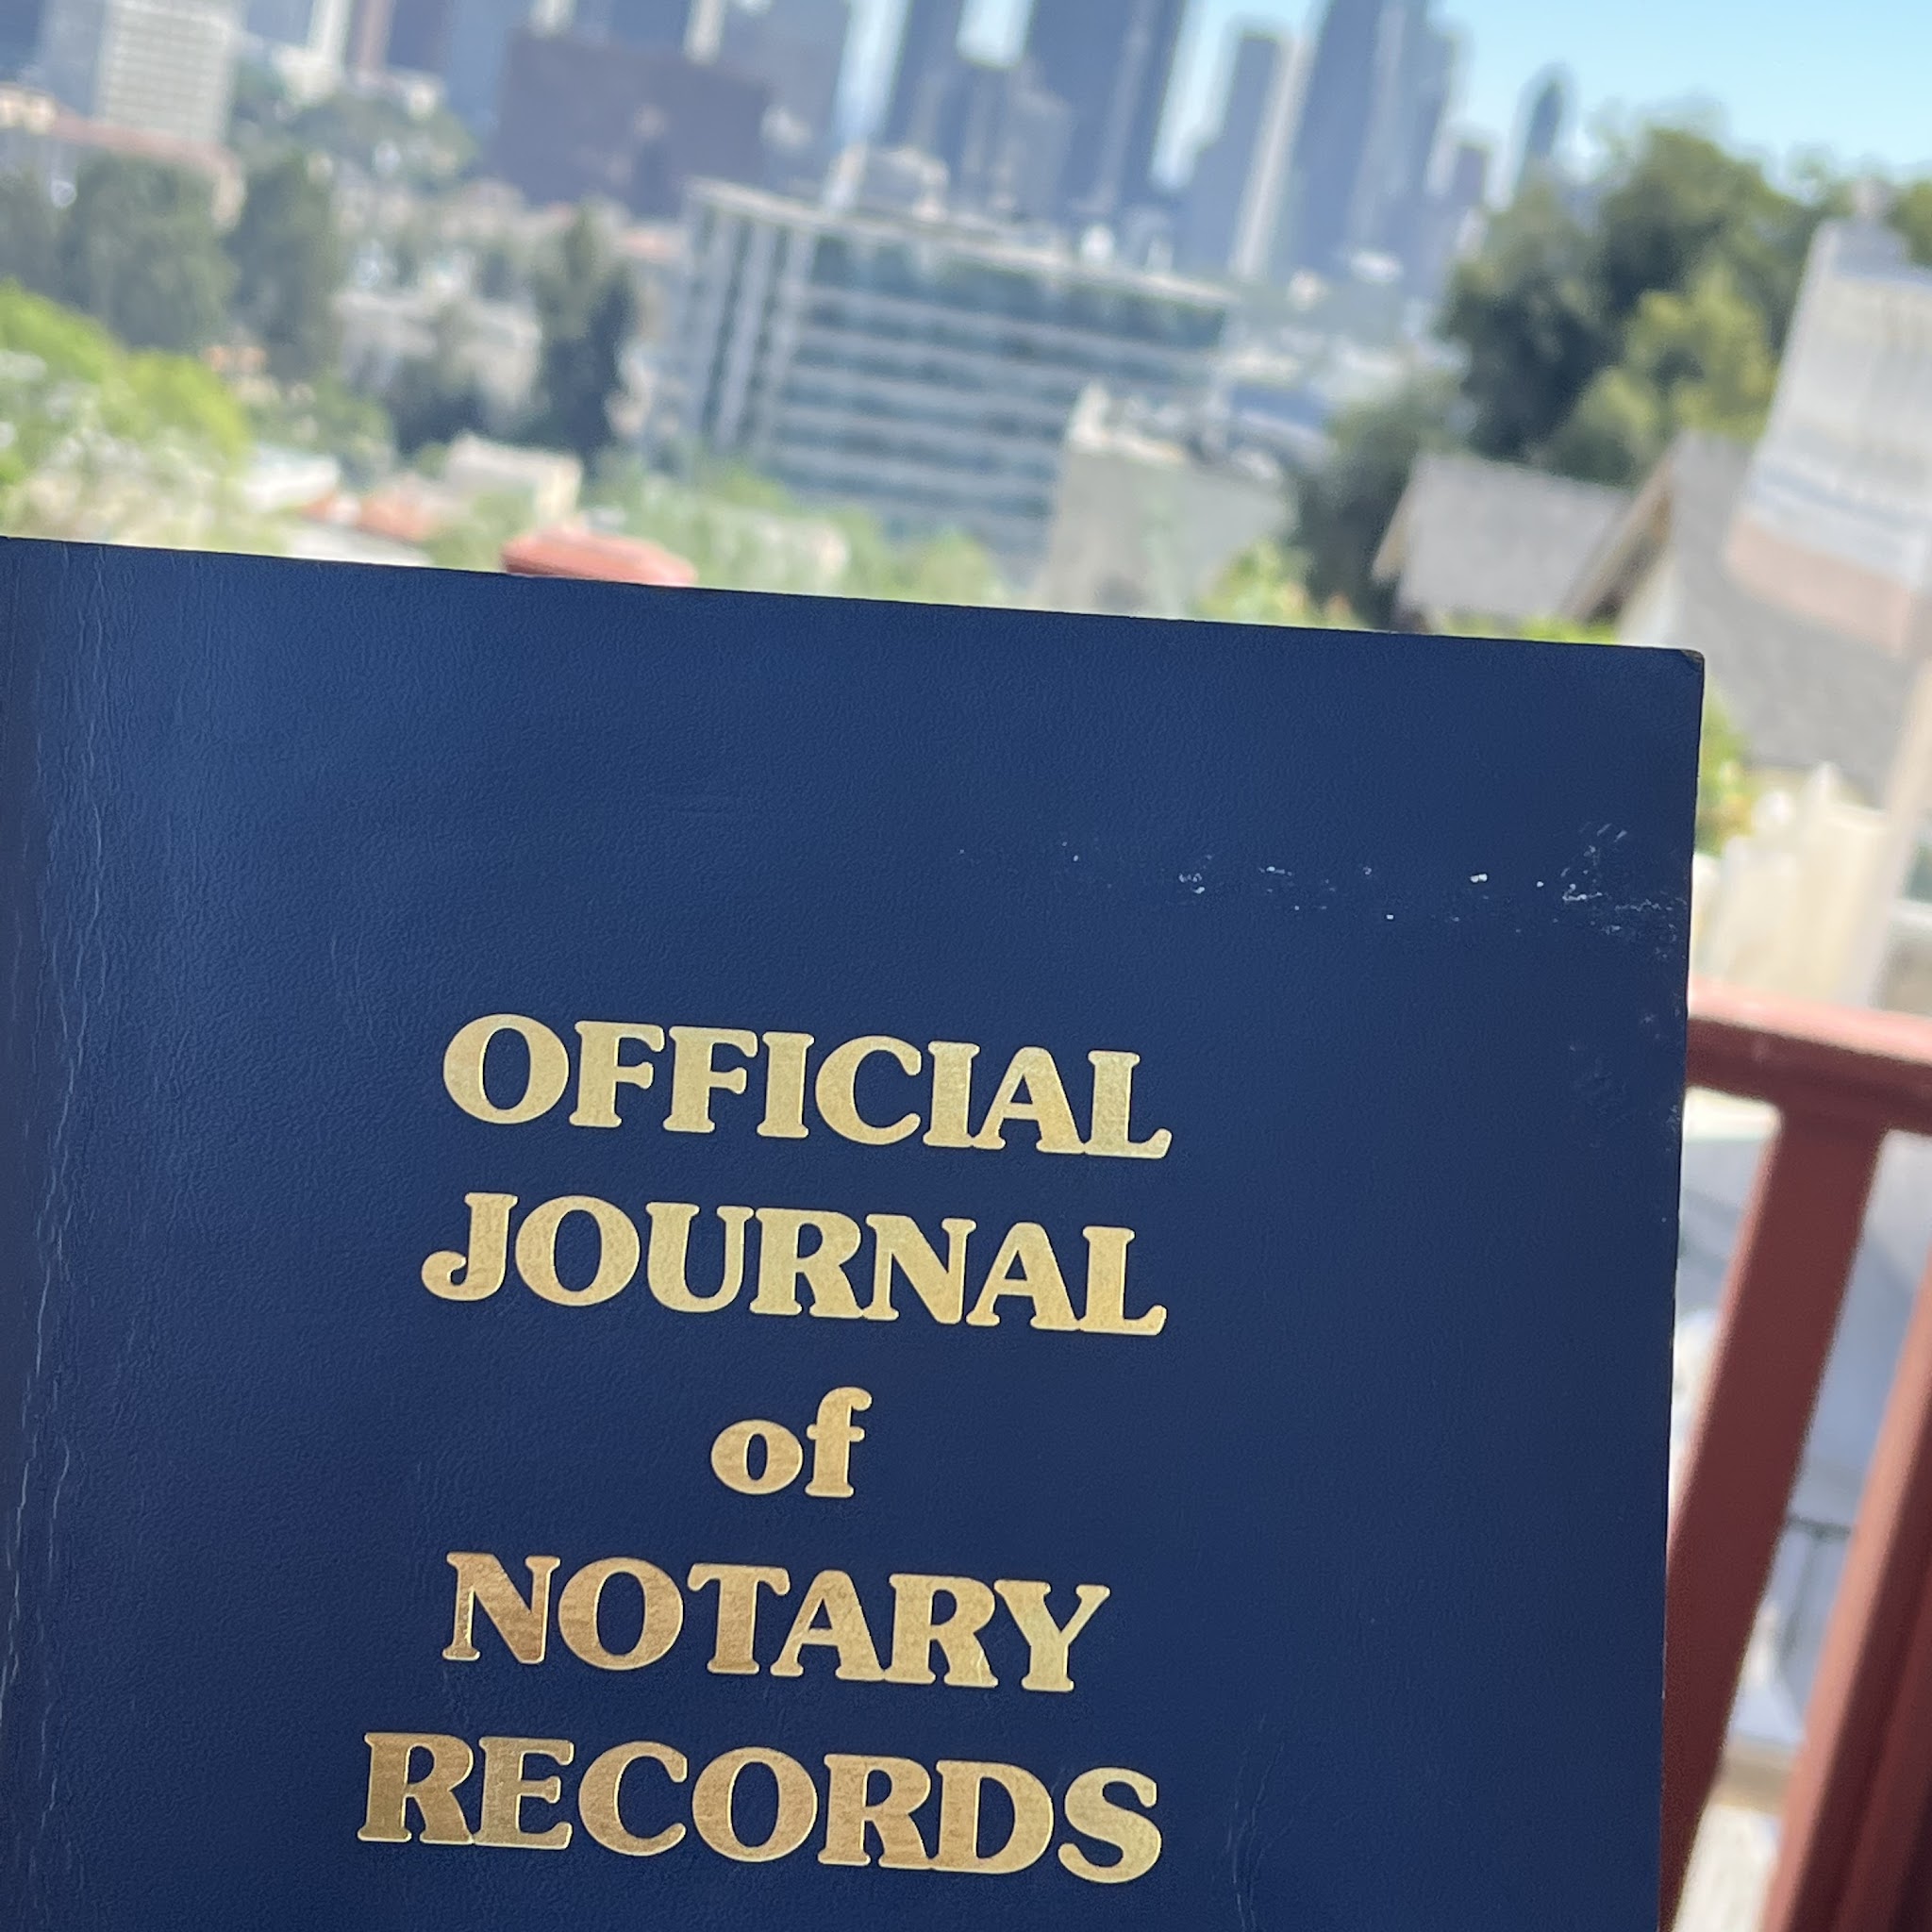 OFFICIAL
JOURNAL
of
NOTARY
RECORDS